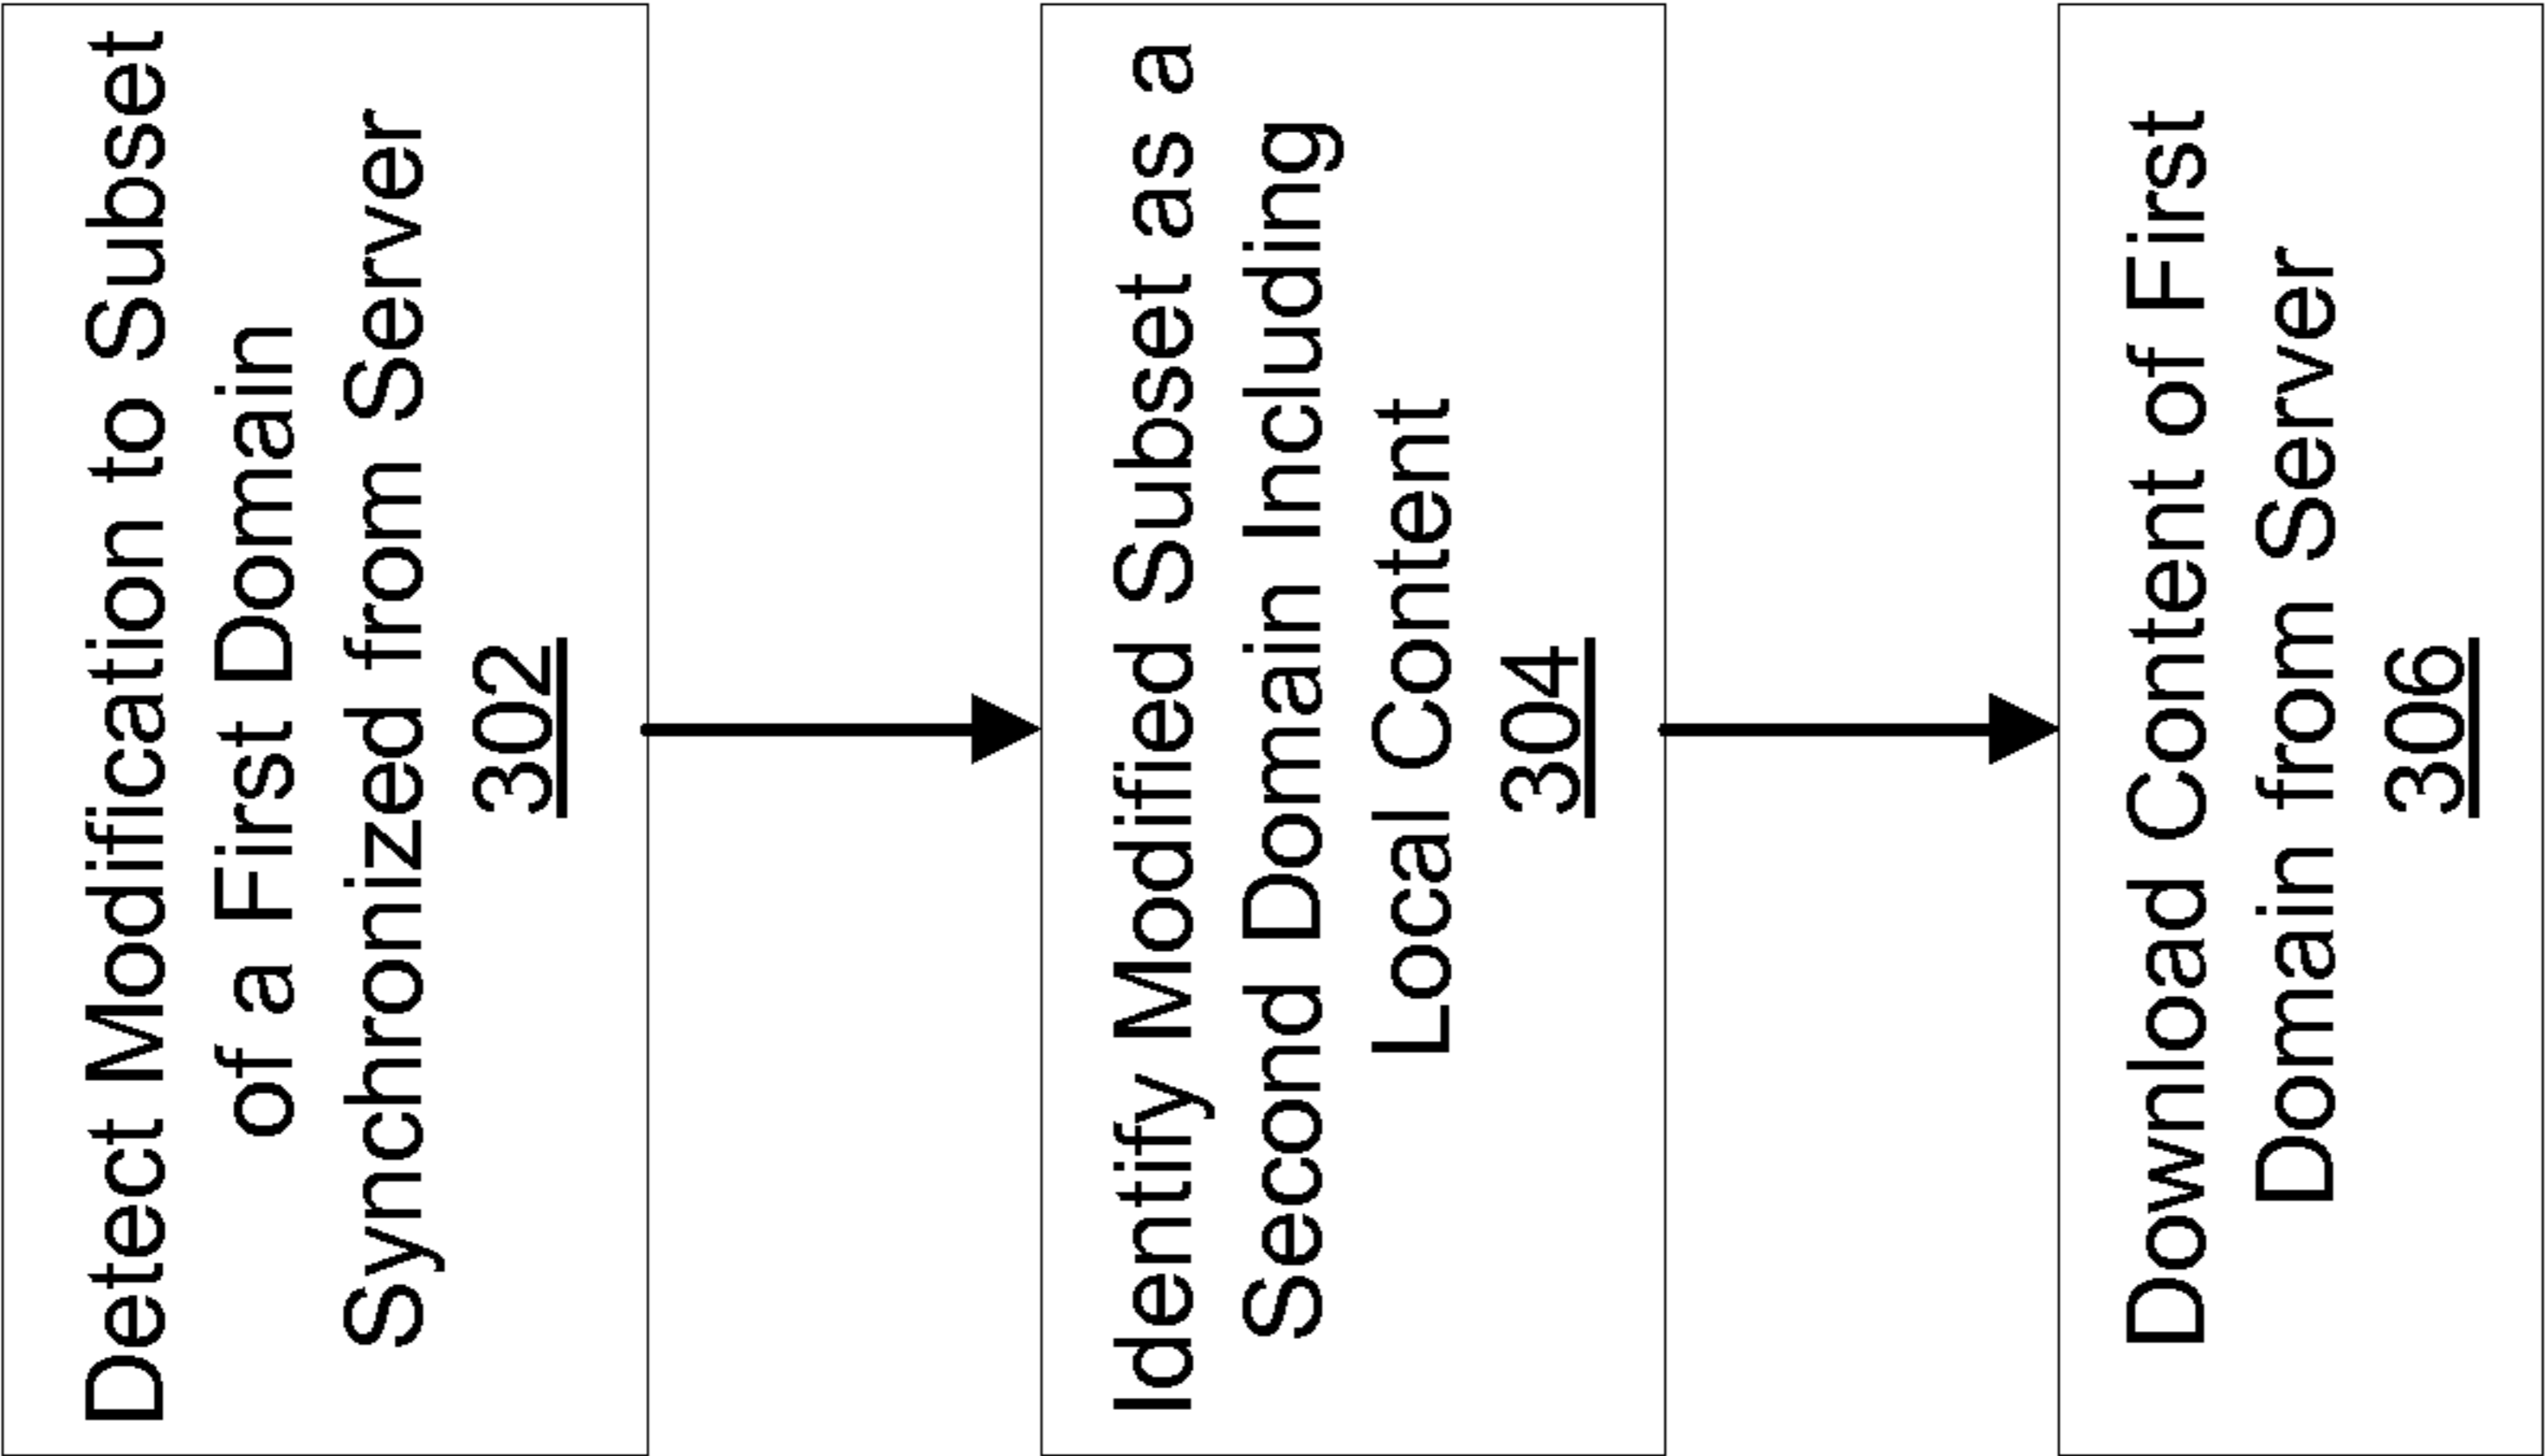 Detect Modification to Subset
of a First Domain
Synchronized from Server
302
Identify Modified Subset as a
Second Domain Including
Local Content
304
Download Content of First
Domain from Server
306